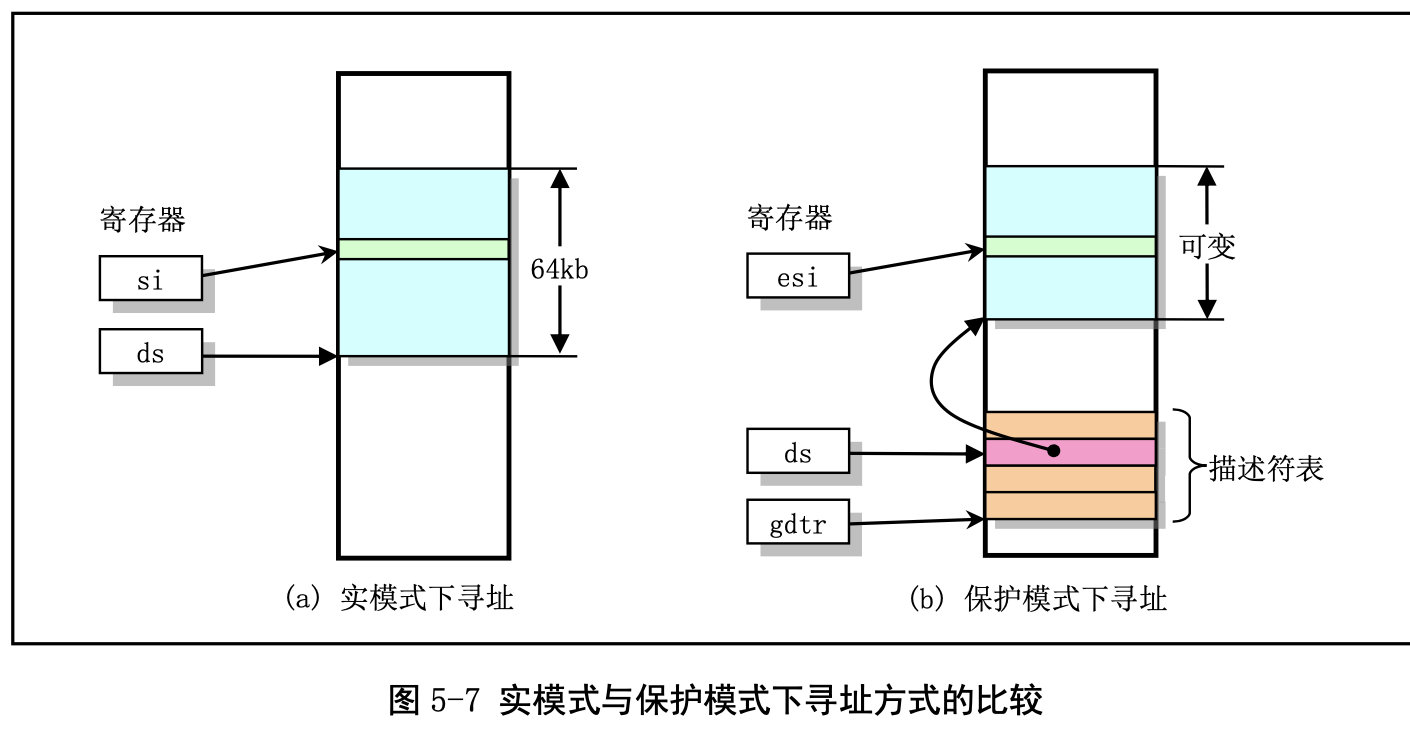 寄存器
si
ds
64kb
(a) 实模式下寻址
寄存器
esi
可变
ds
gdtr
描述符表
(b) 保护模式下寻址
图 5-7 实模式与保护模式下寻址方式的比较